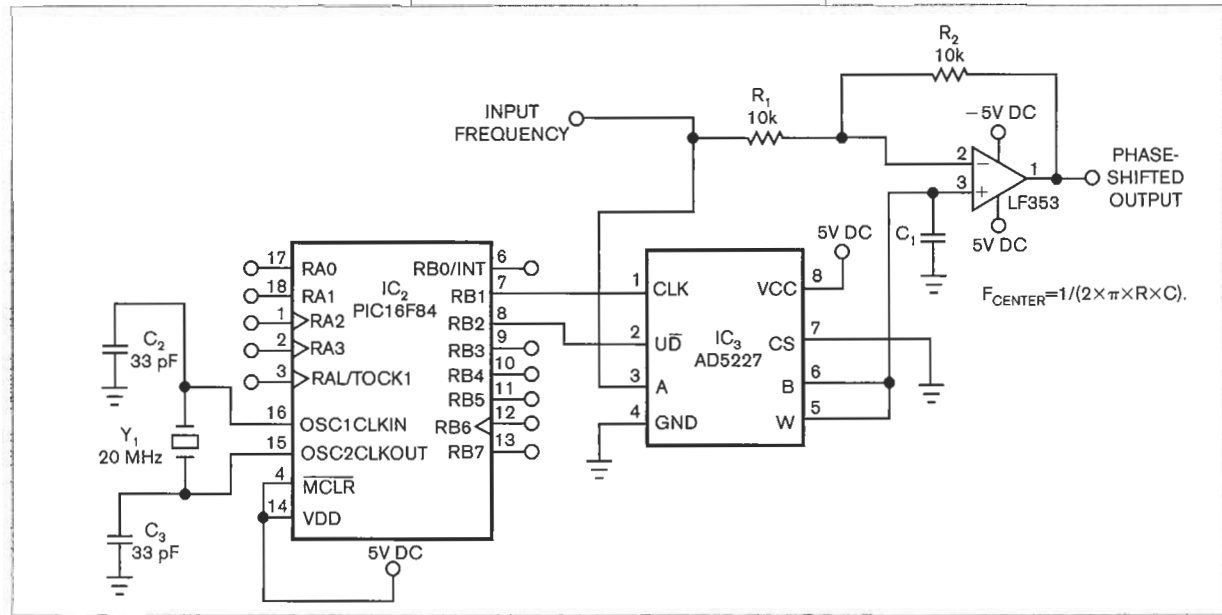 R2
10k
R1
10k
INPUT
FREQUENCY
−5V DC
2
−
3
+
1
LF353
5V DC
PHASE-
SHIFTED
OUTPUT
C1
FCENTER=1/(2×π×R×C).
5V DC
1
CLK
VCC
8
2
UD̅
IC3
AD5227
CS
7
3
A
B
6
4
GND
W
5
17
RA0
RB0/INT
6
18
RA1
IC2
PIC16F84
RB1
7
1
RA2
RB2
8
2
RA3
RB3
9
3
RAL/TOCK1
RB4
10
RB5
11
16
OSC1CLKIN
RB6
12
15
OSC2CLKOUT
RB7
13
4
M̅C̅L̅R̅
14
VDD
5V DC
C2
33 pF
Y1
20 MHz
C3
33 pF